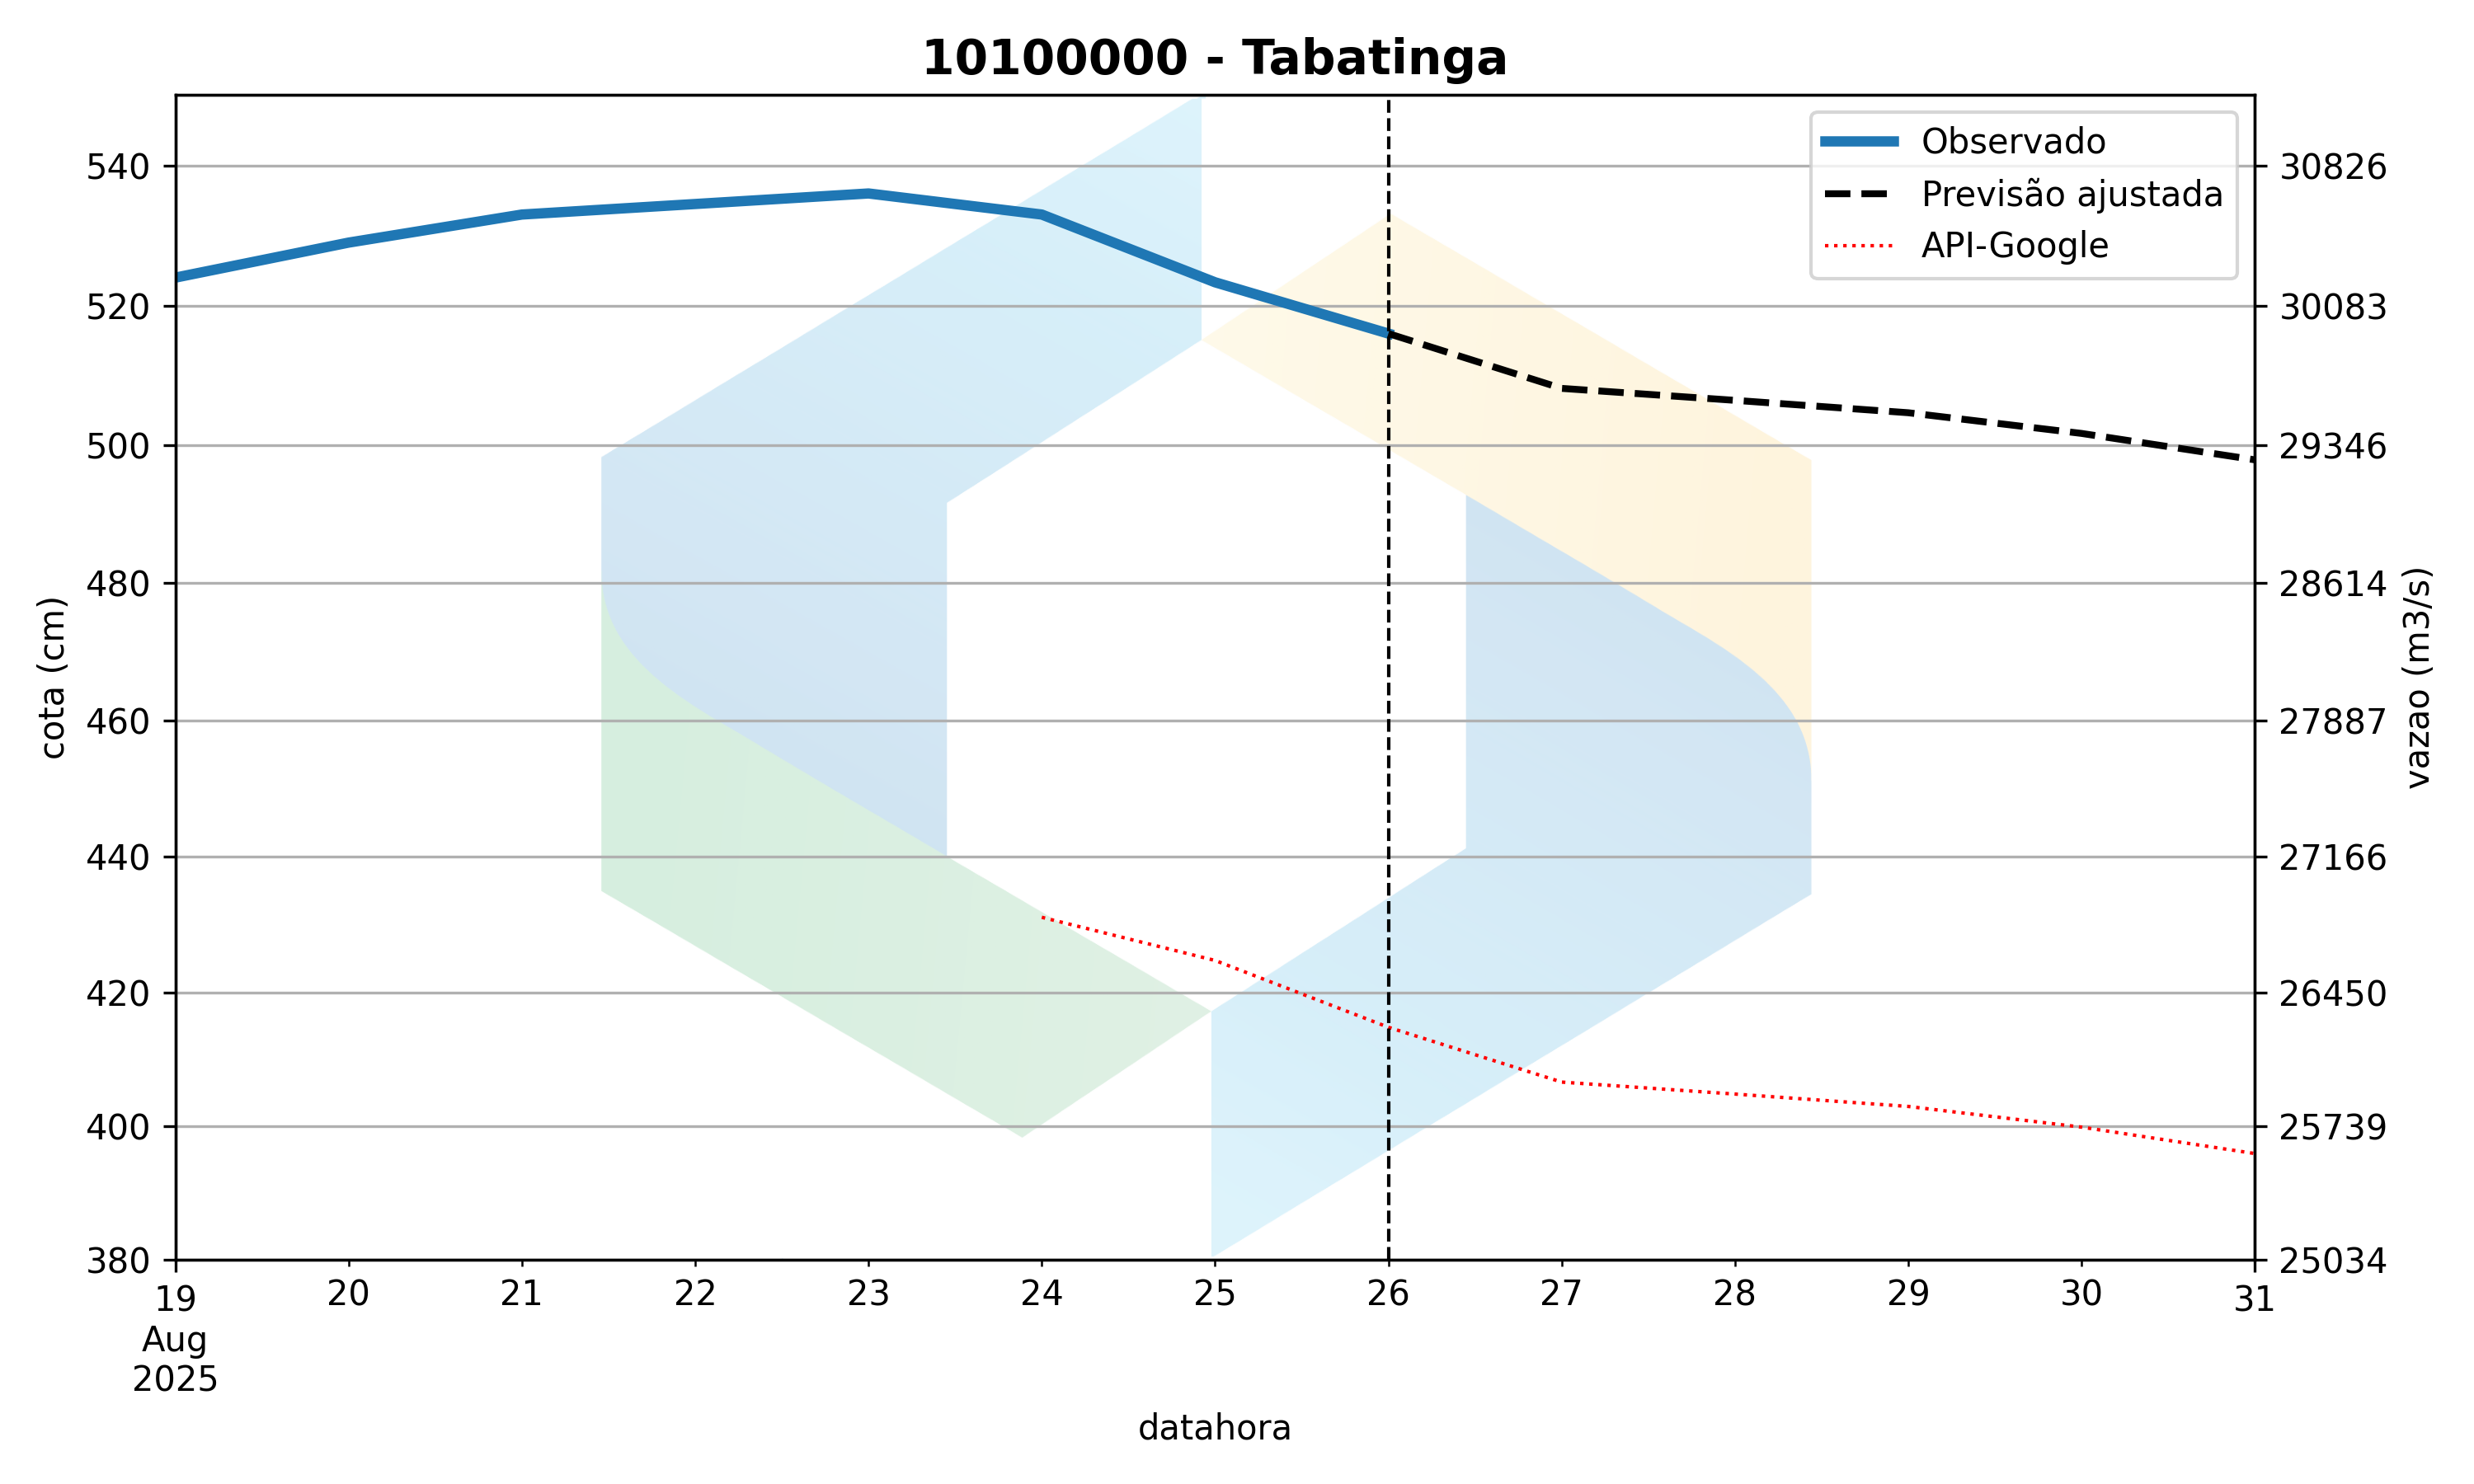 10100000 - Tabatinga
Observado
Previsão ajustada
API-Google
540
520
500
480
460
440
420
400
380
cota (cm)
30826
30083
29346
28614
27887
27166
26450
25739
25034
vazao (m3/s)
19 20 21 22 23 24 25 26 27 28 29 30 31
Aug
2025
datahora